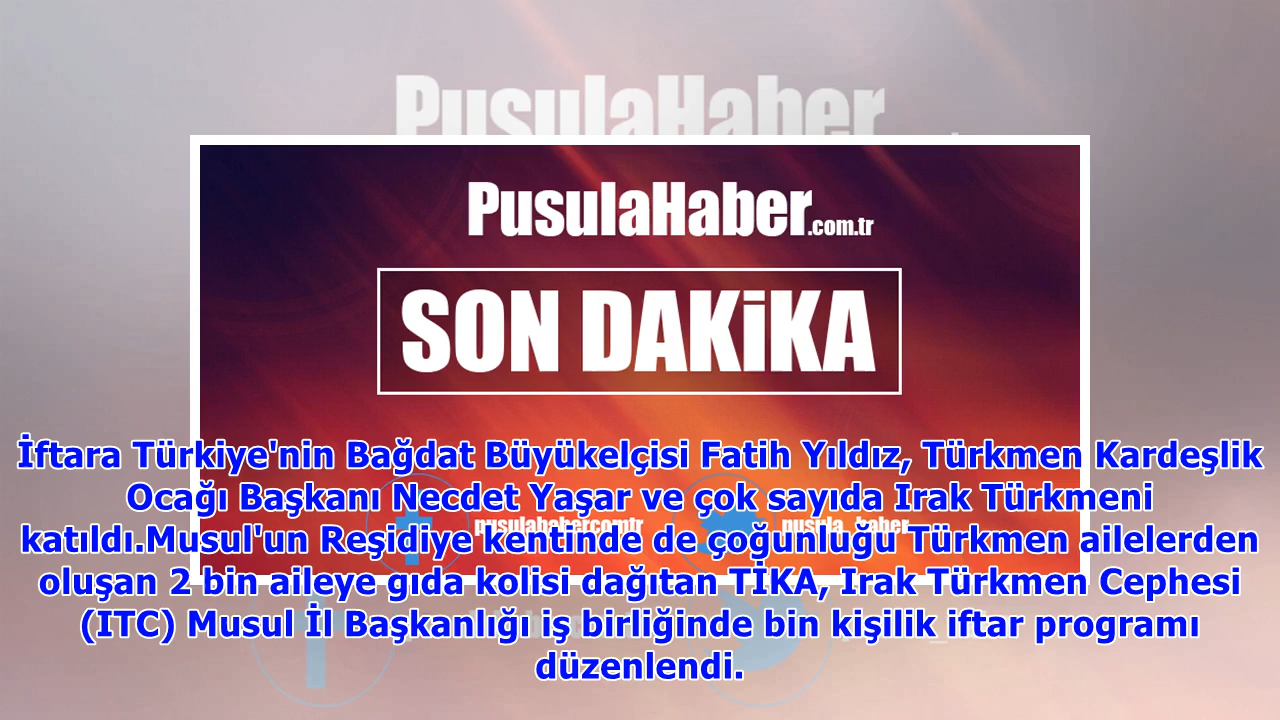 PusulaHaber
PusulaHaber.com.tr
SON DAKiKA
İftara Türkiye'nin Bağdat Büyükelçisi Fatih Yıldız, Türkmen Kardeşlik
Ocağı Başkanı Necdet Yaşar ve çok sayıda Irak Türkmeni
pusulahabercomtr pusula_haber
katıldı.Musul'un Reşidiye kentinde de çoğunluğu Türkmen ailelerden
oluşan 2 bin aileye gıda kolisi dağıtan TİKA, Irak Türkmen Cephesi
(ITC) Musul İl Başkanlığı iş birliğinde bin kişilik iftar programı
düzenlendi.